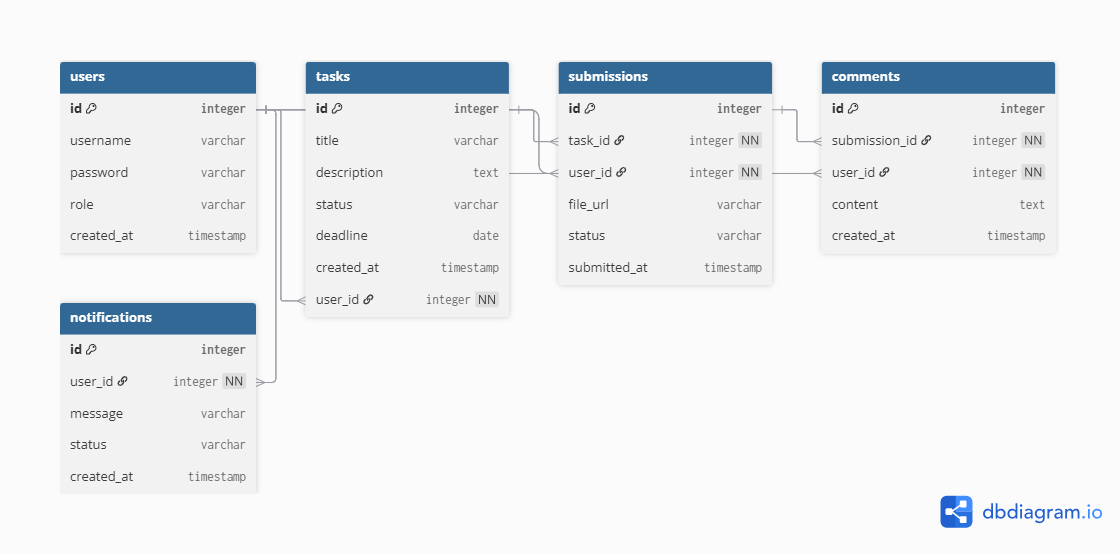 users
id integer
username varchar
password varchar
role varchar
created_at timestamp
tasks
id integer
title varchar
description text
status varchar
deadline date
created_at timestamp
user_id integer NN
submissions
id integer
task_id integer NN
user_id integer NN
file_url varchar
status varchar
submitted_at timestamp
comments
id integer
submission_id integer NN
user_id integer NN
content text
created_at timestamp
notifications
id integer
user_id integer NN
message varchar
status varchar
created_at timestamp
dbdiagram.io